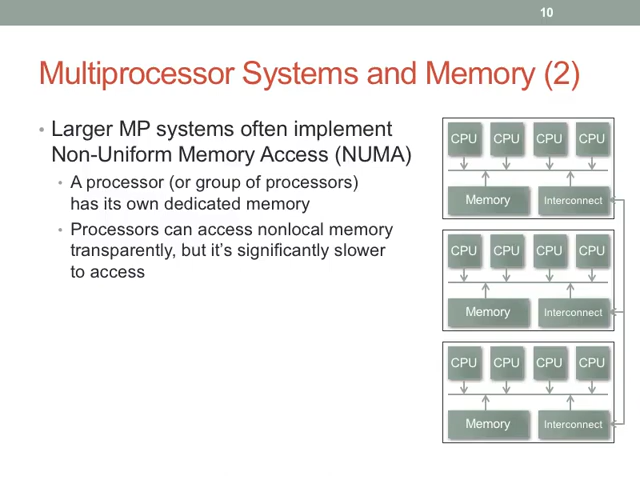 10
Multiprocessor Systems and Memory (2)
• Larger MP systems often implement
Non-Uniform Memory Access (NUMA)
• A processor (or group of processors)
has its own dedicated memory
• Processors can access nonlocal memory
transparently, but it's significantly slower
to access
CPU CPU CPU CPU
Memory Interconnect
CPU CPU CPU CPU
Memory Interconnect
CPU CPU CPU CPU
Memory Interconnect